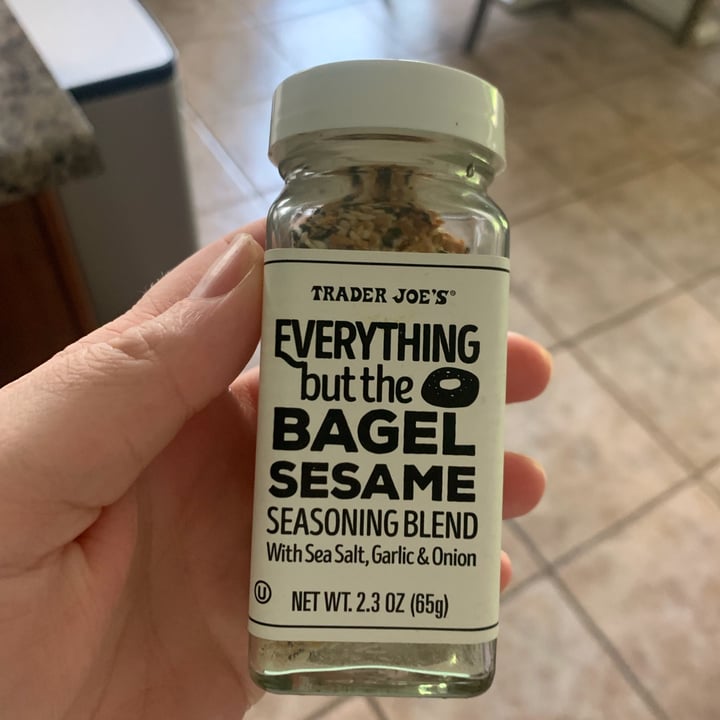 TRADER JOE'S®
EVERYTHING
but the
BAGEL
SESAME
SEASONING BLEND
With Sea Salt, Garlic & Onion
U
NET WT. 2.3 OZ (65g)